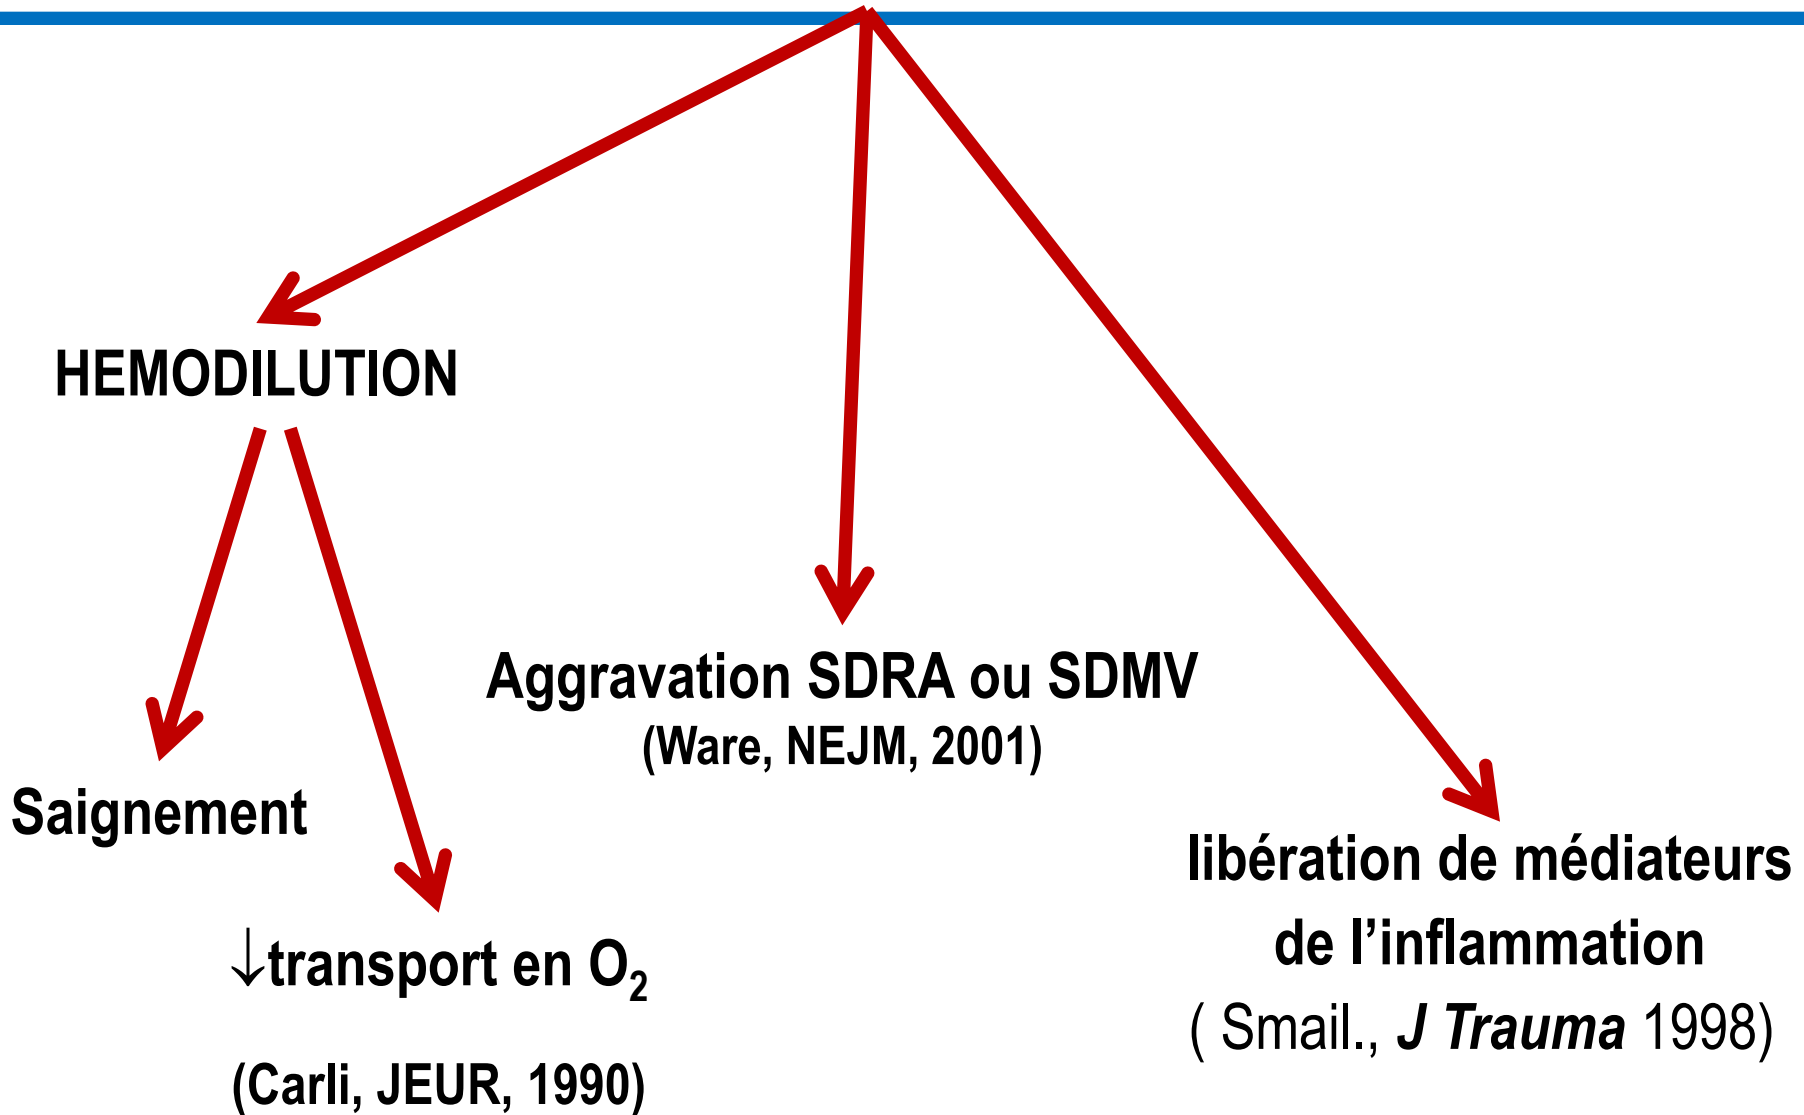 HEMODILUTION
Aggravation SDRA ou SDMV
(Ware, NEJM, 2001)
Saignement
↓transport en O₂
(Carli, JEUR, 1990)
libération de médiateurs
de l’inflammation
( Smail., J Trauma 1998)